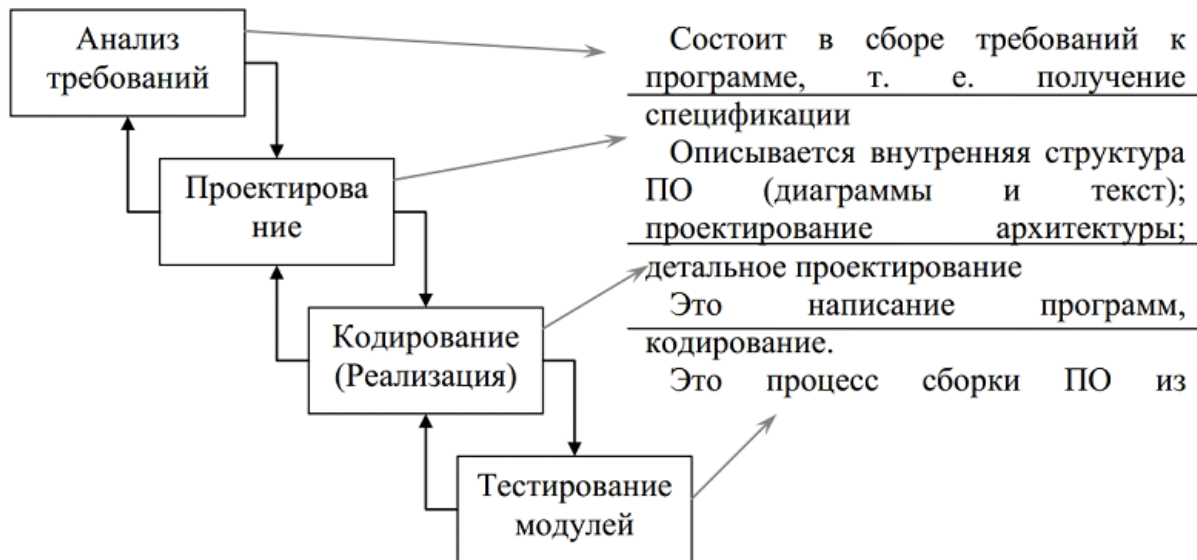 Анализ
требований
Проектирова
ние
Кодирование
(Реализация)
Тестирование
модулей
Состоит в сборе требований к
программе, т. е. получение
спецификации
Описывается внутренняя структура
ПО (диаграммы и текст);
проектирование архитектуры;
детальное проектирование
Это написание программ,
кодирование.
Это процесс сборки ПО из